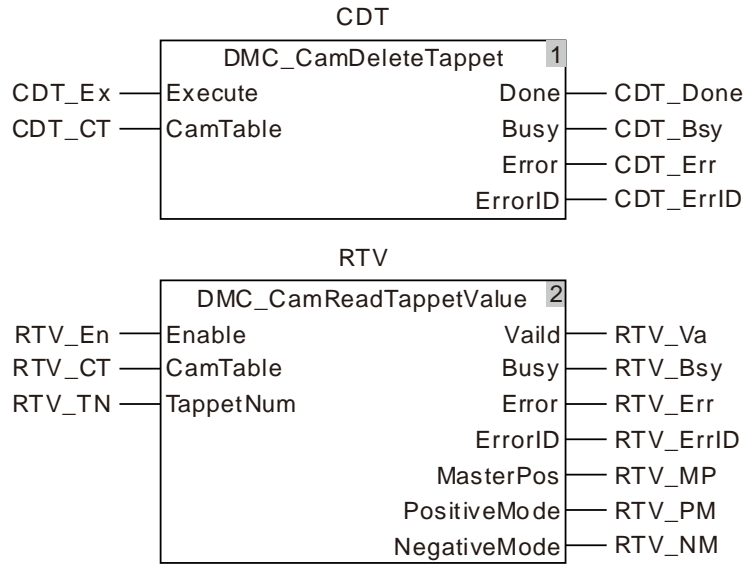 CDT
DMC_CamDeleteTappet 1
CDT_Ex Execute Done CDT_Done
CDT_CT CamTable Busy CDT_Bsy
Error CDT_Err
ErrorID CDT_ErrID
RTV
DMC_CamReadTappetValue 2
RTV_En Enable Vaild RTV_Va
RTV_CT CamTable Busy RTV_Bsy
RTV_TN TappetNum Error RTV_Err
ErrorID RTV_ErrID
MasterPos RTV_MP
PositiveMode RTV_PM
NegativeMode RTV_NM